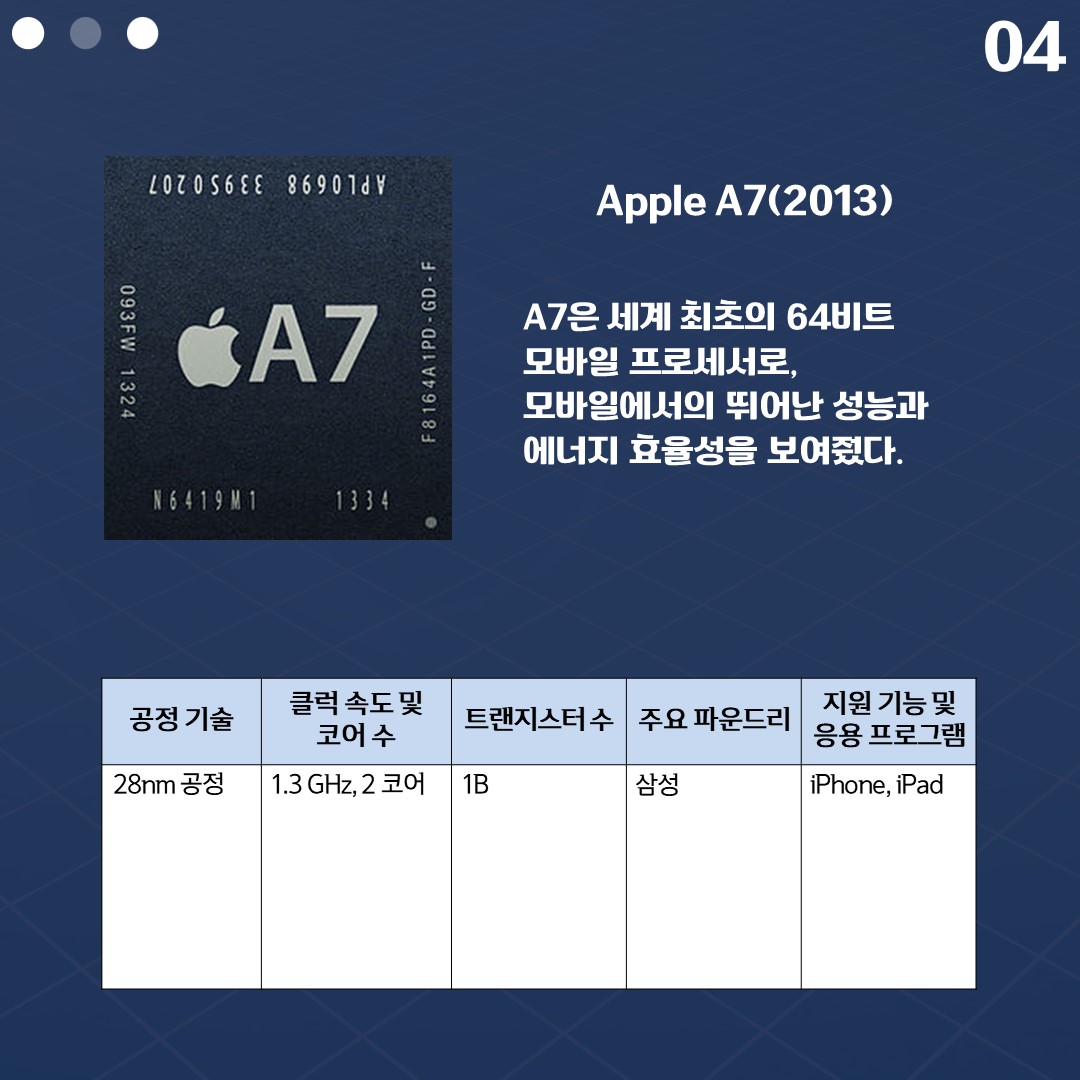 04
APL0698 33950207
093FW 1324
A7
F8164A1PD-GD-F
N6419M1 1334
Apple A7(2013)
A7은 세계 최초의 64비트
모바일 프로세서로,
모바일에서의 뛰어난 성능과
에너지 효율성을 보여줬다.
공정 기술
클럭 속도 및
코어 수
트랜지스터 수
주요 파운드리
지원 기능 및
응용 프로그램
28nm 공정
1.3 GHz, 2 코어
1B
삼성
iPhone, iPad